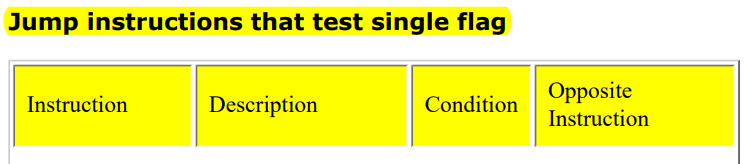 Jump instructions that test single flag
Instruction
Description
Condition
Opposite
Instruction